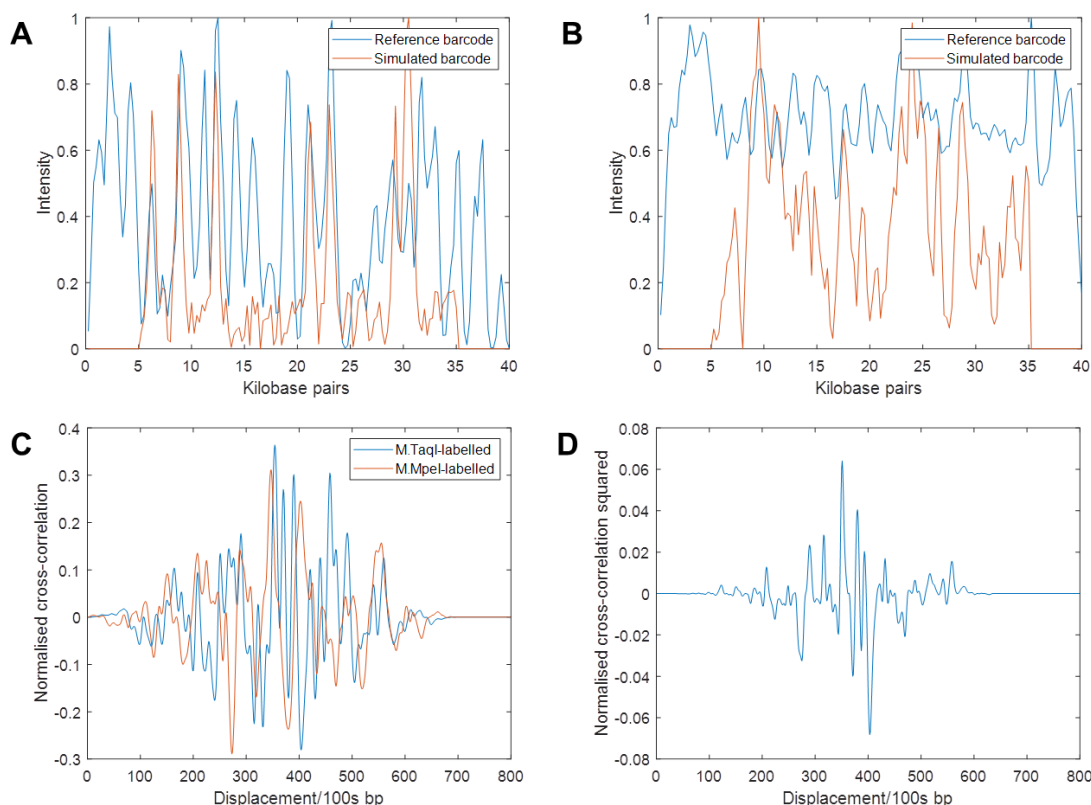 A
Reference barcode
Simulated barcode
Intensity
1
0.8
0.6
0.4
0.2
0
0 5 10 15 20 25 30 35 40
Kilobase pairs
B
Reference barcode
Simulated barcode
Intensity
1
0.8
0.6
0.4
0.2
0
0 5 10 15 20 25 30 35 40
Kilobase pairs
C
M.TaqI-labelled
M.MpeI-labelled
Normalised cross-correlation
0.4
0.3
0.2
0.1
0
-0.1
-0.2
-0.3
0 100 200 300 400 500 600 700 800
Displacement/100s bp
D
Normalised cross-correlation squared
0.08
0.06
0.04
0.02
0
-0.02
-0.04
-0.06
-0.08
0 100 200 300 400 500 600 700 800
Displacement/100s bp